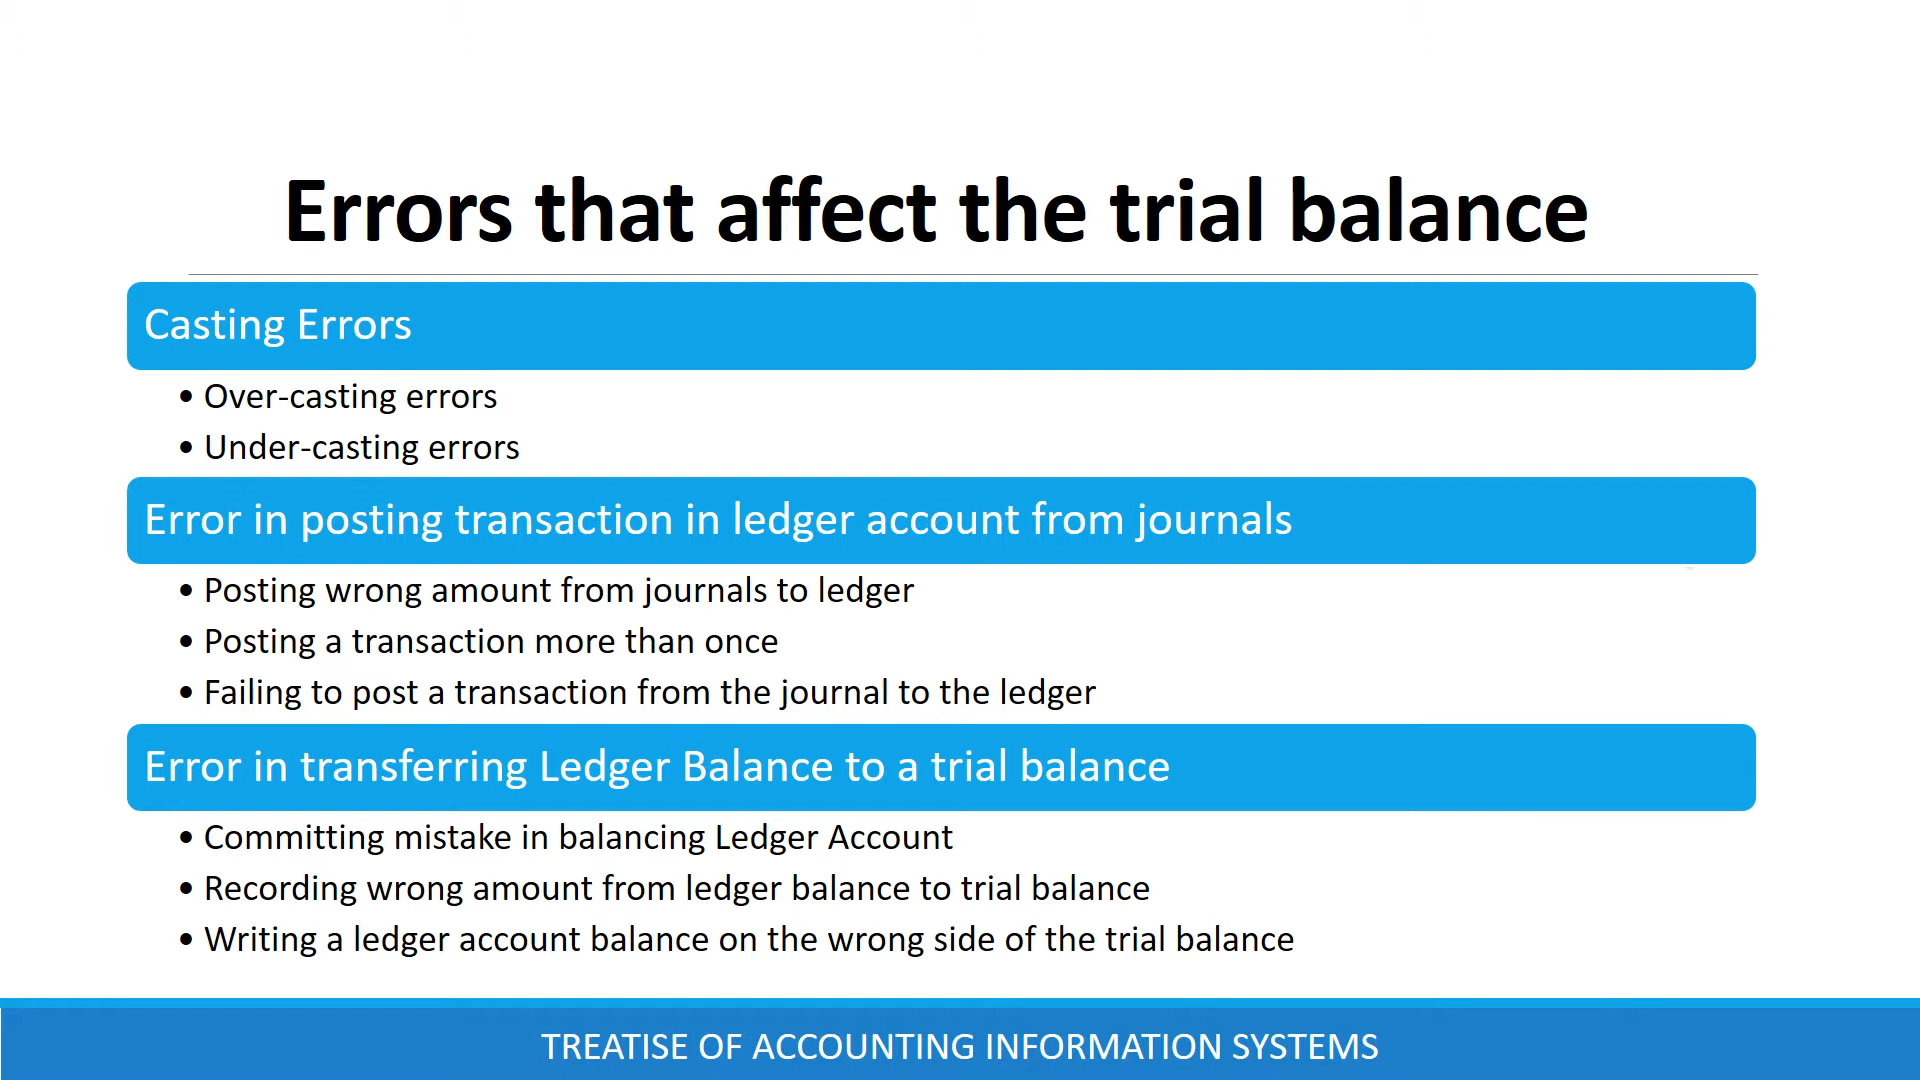 Errors that affect the trial balance
Casting Errors
• Over-casting errors
• Under-casting errors
Error in posting transaction in ledger account from journals
• Posting wrong amount from journals to ledger
• Posting a transaction more than once
• Failing to post a transaction from the journal to the ledger
Error in transferring Ledger Balance to a trial balance
• Committing mistake in balancing Ledger Account
• Recording wrong amount from ledger balance to trial balance
• Writing a ledger account balance on the wrong side of the trial balance
TREATISE OF ACCOUNTING INFORMATION SYSTEMS